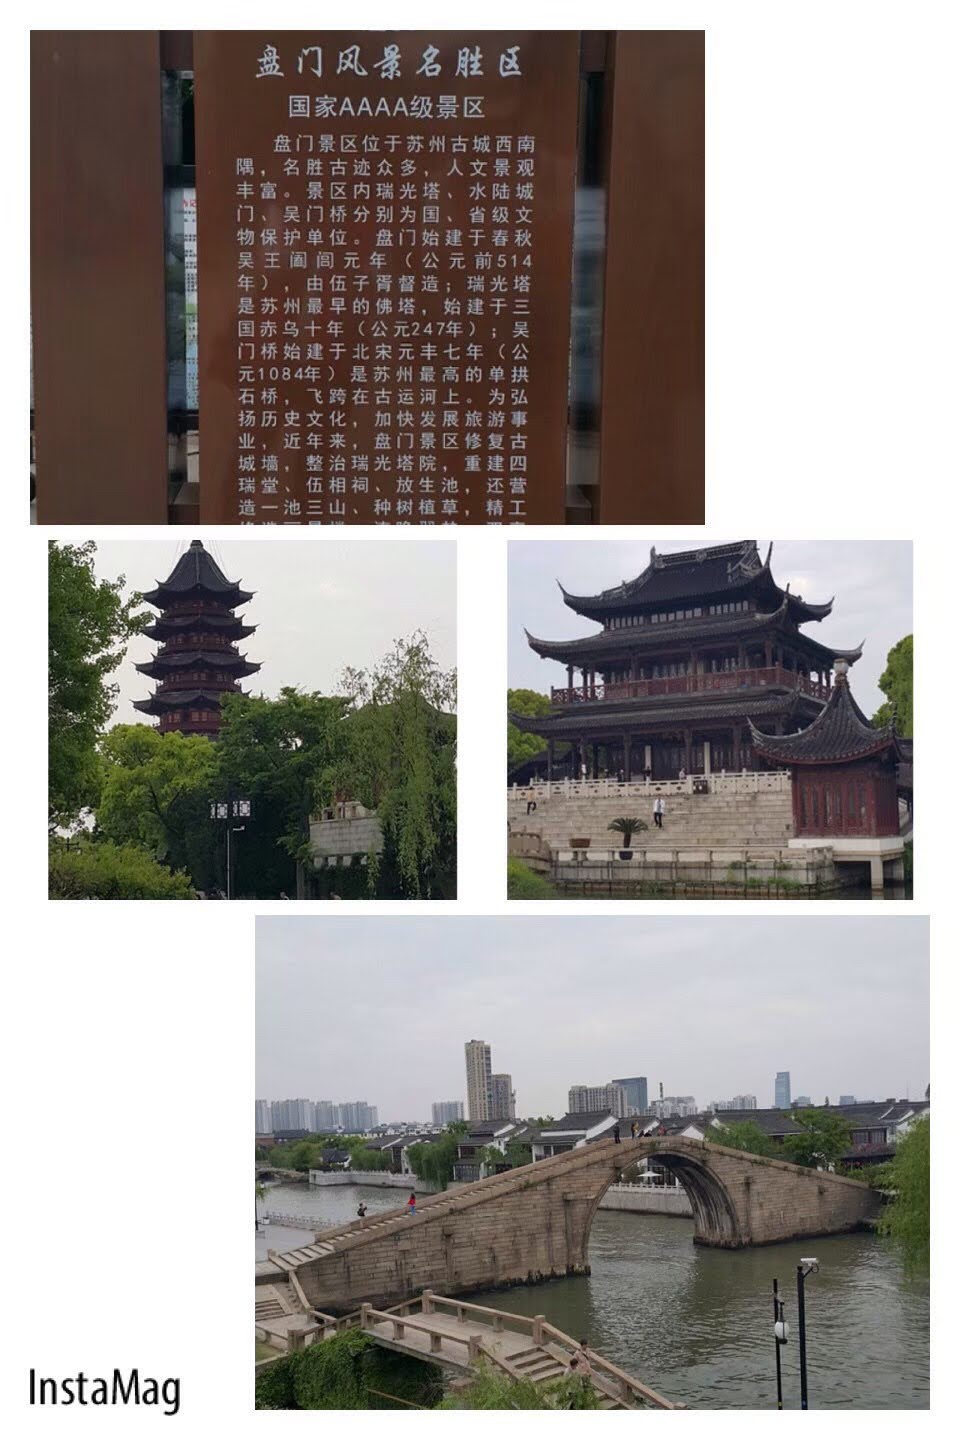 盘门风景名胜区
国家AAAA级景区
盘门景区位于苏州古城西南
隅，名胜古迹众多，人文景观
丰富。景区内瑞光塔、水陆城
门、吴门桥分别为国、省级文
物保护单位。盘门始建于春秋
吴王阖闾元年（公元前514
年），由伍子胥督造；瑞光塔
是苏州最早的佛塔，始建于三
国赤乌十年（公元247年）；吴
门桥始建于北宋元丰七年（公
元1084年）是苏州最高的单拱
石桥，飞跨在古运河上。为弘
扬历史文化，加快发展旅游事
业，近年来，盘门景区修复古
城墙，整治瑞光塔院，重建四
瑞堂、伍相祠、放生池，还营
造一池三山、种树植草，精工
InstaMag